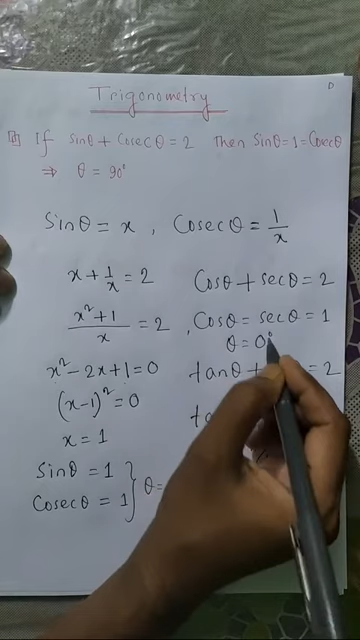 Trigonometry
If Sinθ + Cosecθ = 2 Then Sinθ = 1 = Cosecθ
⇒ θ = 90°
Sinθ = x , Cosecθ = 1/x
x + 1/x = 2
(x² + 1)/x = 2
x² - 2x + 1 = 0
(x - 1)² = 0
x = 1
Sinθ = 1
Cosecθ = 1 } θ =
Cosθ + secθ = 2
, Cosθ = secθ = 1
θ = 0°
tanθ + = 2